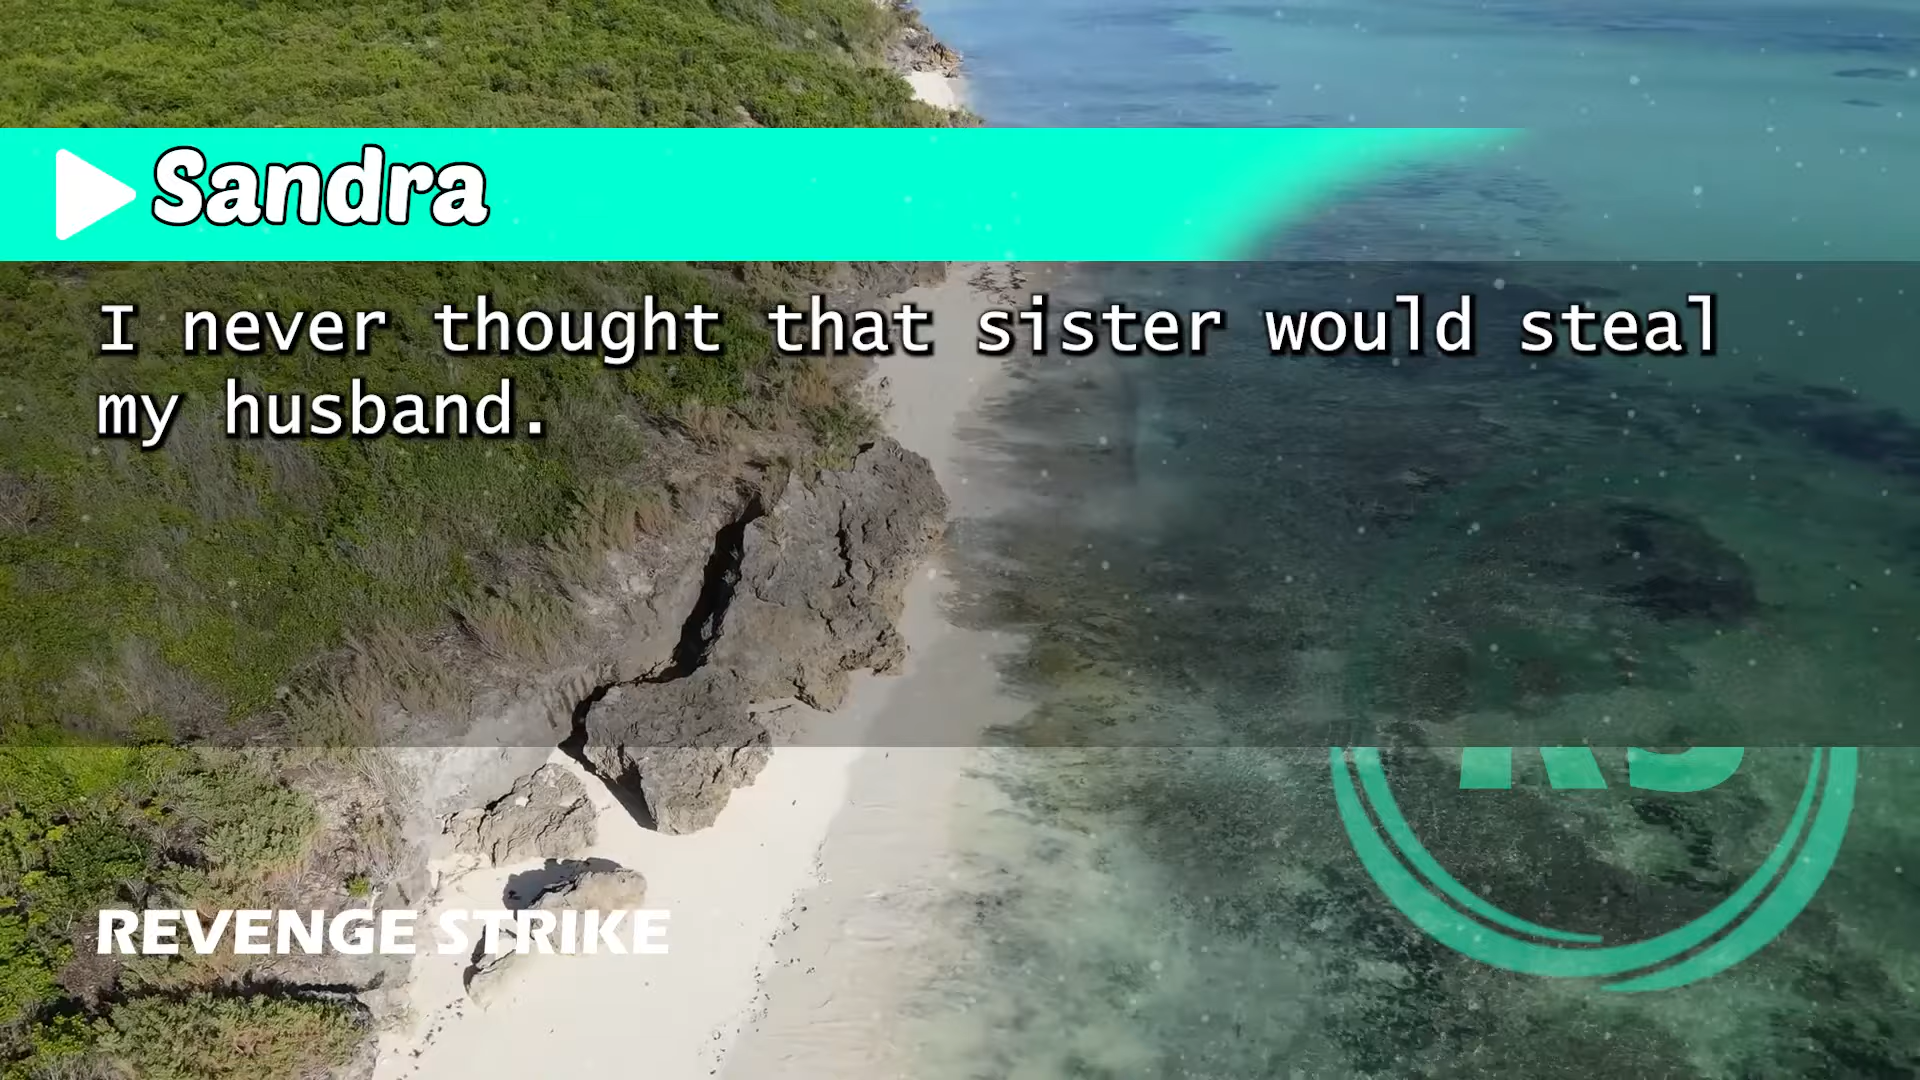 Sandra
I never thought that sister would steal
my husband.
REVENGE STRIKE